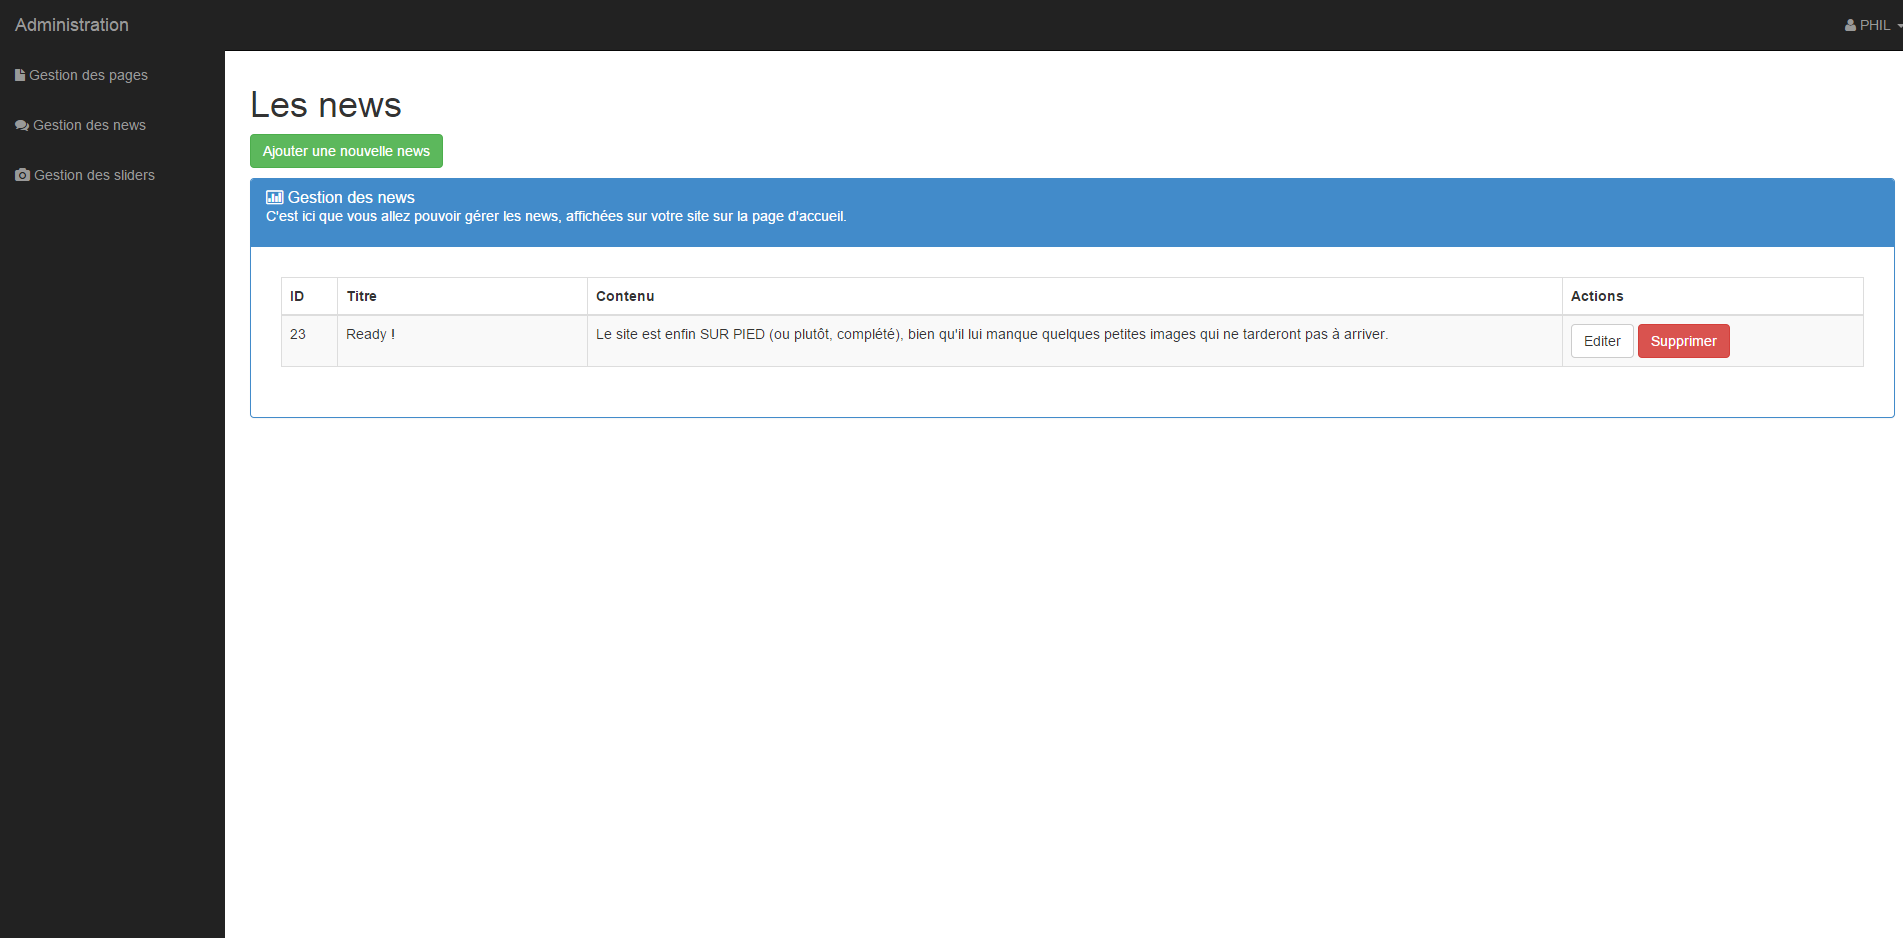 Administration
PHIL
Gestion des pages
Gestion des news
Gestion des sliders
Les news
Ajouter une nouvelle news
Gestion des news
C'est ici que vous allez pouvoir gérer les news, affichées sur votre site sur la page d'accueil.
ID Titre Contenu Actions
23 Ready ! Le site est enfin SUR PIED (ou plutôt, complété), bien qu'il lui manque quelques petites images qui ne tarderont pas à arriver. Editer Supprimer